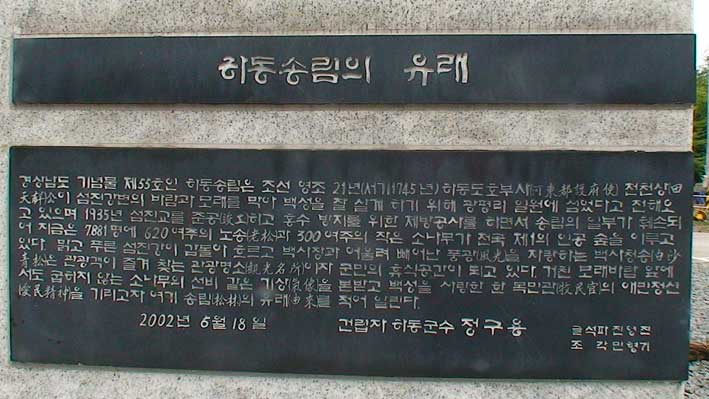 하동송림의 유래
경상남도 기념물 제55호인 하동송림은 조선 영조 21년(서기1745년) 하동도호부사(河東都護府使) 전천상(田
天祥)公이 섬진강변의 바람과 모래를 막아 백성을 잘 살게 하기 위해 광평리 일원에 심었다고 전해오
고 있으며 1935년 섬진교를 준공하고 홍수 방지를 위한 제방공사를 하면서 송림의 일부가 훼손되
어 지금은 7881평에 620여주의 노송(老松)과 300여주의 작은 소나무가 전국 제1의 인공 숲을 이루고
있다. 맑고 푸른 섬진강이 감돌아 흐르고 백사장과 어울려 빼어난 풍광(風光)을 자랑하는 백사청송(白沙
靑松)은 관광객이 즐겨 찾는 관광명소(觀光名所)이자 군민의 휴식공간이 되고 있다. 거친 모래바람 앞에
서도 굽히지 않는 소나무의 선비 같은 기상(氣像)을 본받고 백성을 사랑한 한 목민관(牧民官)의 애민정신
(愛民精神)을 기리고자 여기 송림(松林)의 유래(由來)를 적어 알린다.
2002년 6월 18일 건립자 하동군수 정구용 글석파진영진
조 각민형기